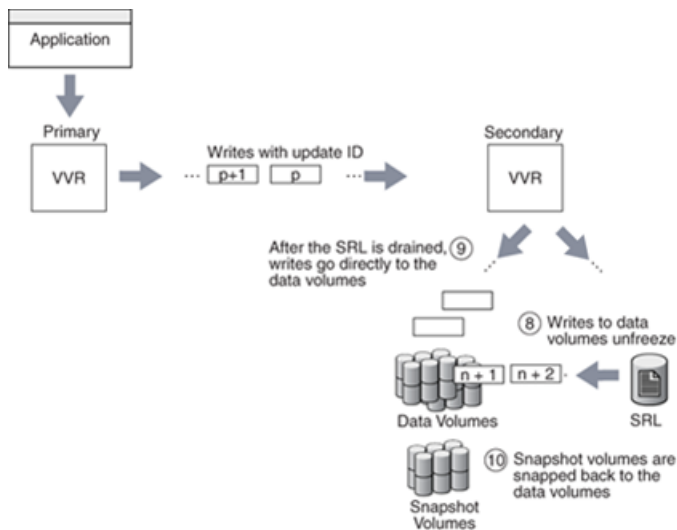 Application
Primary
VVR
Writes with update ID
... p+1 p ...
Secondary
VVR
After the SRL is drained, ⑨
writes go directly to the
data volumes
⑧ Writes to data
volumes unfreeze
n + 1 n + 2
Data Volumes
SRL
⑩ Snapshot volumes are
snapped back to the
data volumes
Snapshot
Volumes